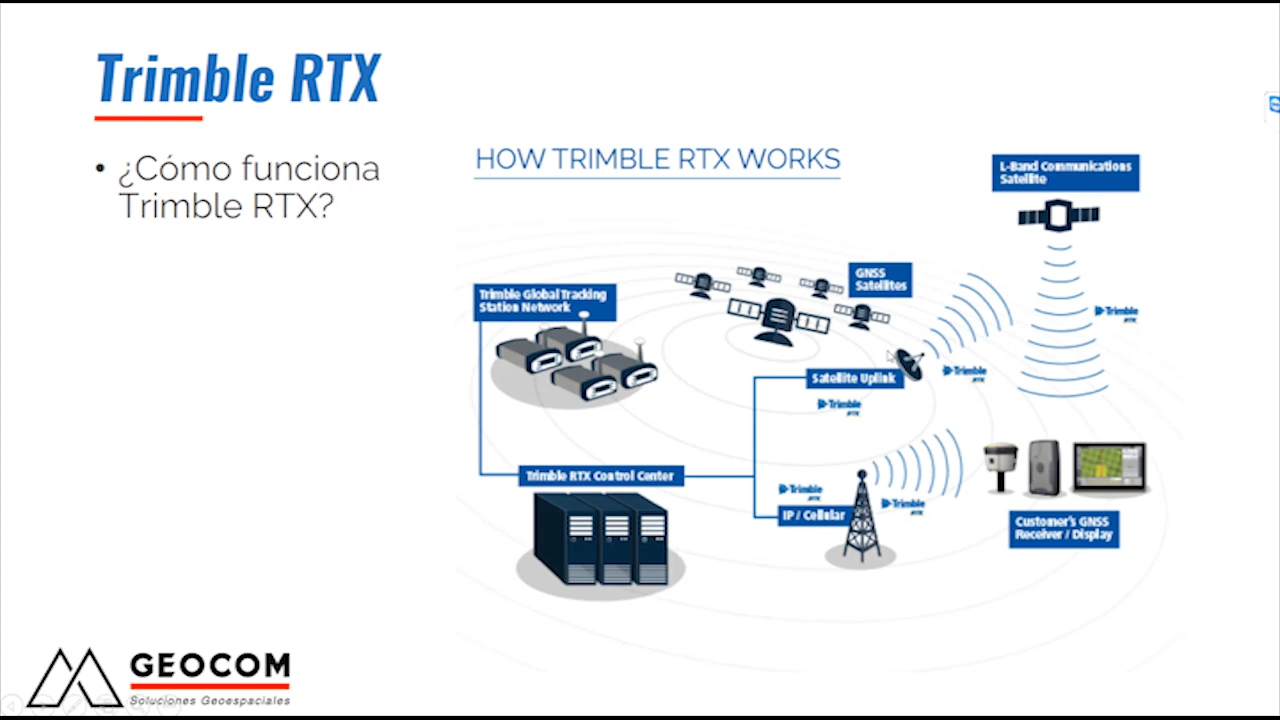 Trimble RTX
• ¿Cómo funciona
Trimble RTX?
HOW TRIMBLE RTX WORKS
L-Band Communications
Satellite
GNSS
Satellites
Trimble Global Tracking
Station Network
Trimble
RTX
Satellite Uplink
Trimble
RTX
Trimble
RTX
Trimble RTX Control Center
Trimble
RTX
IP / Cellular
Trimble
RTX
Customer's GNSS
Receiver / Display
GEOCOM
Soluciones Geoespaciales